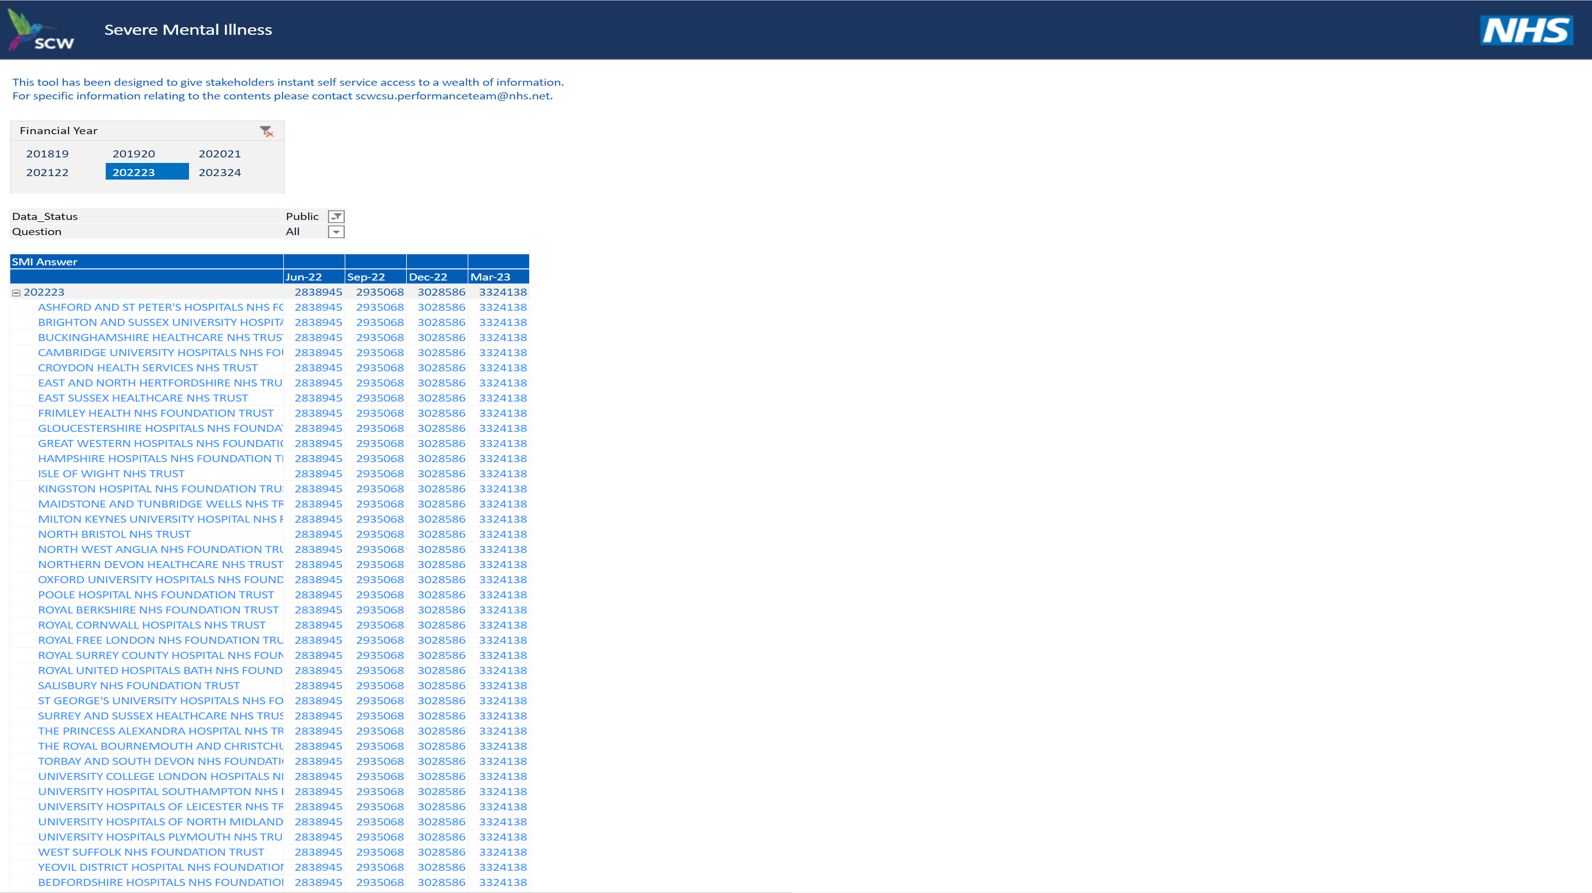 SCW
Severe Mental Illness
NHS
This tool has been designed to give stakeholders instant self service access to a wealth of information.
For specific information relating to the contents please contact scwcsu.performanceteam@nhs.net.
Financial Year
201819 201920 202021
202122 202223 202324
Data_Status Public
Question All
SMI Answer
Jun-22 Sep-22 Dec-22 Mar-23
202223 2838945 2935068 3028586 3324138
ASHFORD AND ST PETER'S HOSPITALS NHS FC 2838945 2935068 3028586 3324138
BRIGHTON AND SUSSEX UNIVERSITY HOSPITA 2838945 2935068 3028586 3324138
BUCKINGHAMSHIRE HEALTHCARE NHS TRUS 2838945 2935068 3028586 3324138
CAMBRIDGE UNIVERSITY HOSPITALS NHS FOU 2838945 2935068 3028586 3324138
CROYDON HEALTH SERVICES NHS TRUST 2838945 2935068 3028586 3324138
EAST AND NORTH HERTFORDSHIRE NHS TRU 2838945 2935068 3028586 3324138
EAST SUSSEX HEALTHCARE NHS TRUST 2838945 2935068 3028586 3324138
FRIMLEY HEALTH NHS FOUNDATION TRUST 2838945 2935068 3028586 3324138
GLOUCESTERSHIRE HOSPITALS NHS FOUNDAT 2838945 2935068 3028586 3324138
GREAT WESTERN HOSPITALS NHS FOUNDATIC 2838945 2935068 3028586 3324138
HAMPSHIRE HOSPITALS NHS FOUNDATION TI 2838945 2935068 3028586 3324138
ISLE OF WIGHT NHS TRUST 2838945 2935068 3028586 3324138
KINGSTON HOSPITAL NHS FOUNDATION TRU 2838945 2935068 3028586 3324138
MAIDSTONE AND TUNBRIDGE WELLS NHS TR 2838945 2935068 3028586 3324138
MILTON KEYNES UNIVERSITY HOSPITAL NHS F 2838945 2935068 3028586 3324138
NORTH BRISTOL NHS TRUST 2838945 2935068 3028586 3324138
NORTH WEST ANGLIA NHS FOUNDATION TRU 2838945 2935068 3028586 3324138
NORTHERN DEVON HEALTHCARE NHS TRUST 2838945 2935068 3028586 3324138
OXFORD UNIVERSITY HOSPITALS NHS FOUND 2838945 2935068 3028586 3324138
POOLE HOSPITAL NHS FOUNDATION TRUST 2838945 2935068 3028586 3324138
ROYAL BERKSHIRE NHS FOUNDATION TRUST 2838945 2935068 3028586 3324138
ROYAL CORNWALL HOSPITALS NHS TRUST 2838945 2935068 3028586 3324138
ROYAL FREE LONDON NHS FOUNDATION TRU 2838945 2935068 3028586 3324138
ROYAL SURREY COUNTY HOSPITAL NHS FOUN 2838945 2935068 3028586 3324138
ROYAL UNITED HOSPITALS BATH NHS FOUND 2838945 2935068 3028586 3324138
SALISBURY NHS FOUNDATION TRUST 2838945 2935068 3028586 3324138
ST GEORGE'S UNIVERSITY HOSPITALS NHS FO 2838945 2935068 3028586 3324138
SURREY AND SUSSEX HEALTHCARE NHS TRUS 2838945 2935068 3028586 3324138
THE PRINCESS ALEXANDRA HOSPITAL NHS TR 2838945 2935068 3028586 3324138
THE ROYAL BOURNEMOUTH AND CHRISTCHU 2838945 2935068 3028586 3324138
TORBAY AND SOUTH DEVON NHS FOUNDATI 2838945 2935068 3028586 3324138
UNIVERSITY COLLEGE LONDON HOSPITALS NI 2838945 2935068 3028586 3324138
UNIVERSITY HOSPITAL SOUTHAMPTON NHS 2838945 2935068 3028586 3324138
UNIVERSITY HOSPITALS OF LEICESTER NHS TR 2838945 2935068 3028586 3324138
UNIVERSITY HOSPITALS OF NORTH MIDLAND 2838945 2935068 3028586 3324138
UNIVERSITY HOSPITALS PLYMOUTH NHS TRU 2838945 2935068 3028586 3324138
WEST SUFFOLK NHS FOUNDATION TRUST 2838945 2935068 3028586 3324138
YEOVIL DISTRICT HOSPITAL NHS FOUNDATION 2838945 2935068 3028586 3324138
BEDFORDSHIRE HOSPITALS NHS FOUNDATIO 2838945 2935068 3028586 3324138